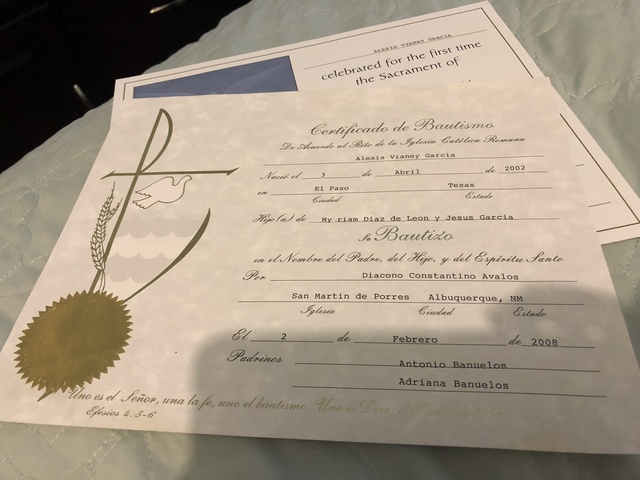 ALEXIS VIANEY GARCIA
celebrated for the first time
the Sacrament of
Certificado de Bautismo
De Acuerdo al Rito de la Iglesia Católica Romana
Alexis Vianey Garcia
Nació el 3 de Abril de 2002
en El Paso Texas
Ciudad Estado
Hijo(a) de My riam Diaz de Leon y Jesus Garcia
Se Bautizó
en el Nombre del Padre, del Hijo, y del Espíritu Santo
Por Diacono Constantino Avalos
San Martin de Porres Albuquerque, NM
Iglesia Ciudad Estado
El 2 de Febrero de 2008
Padrinos Antonio Banuelos
Adriana Banuelos
Uno es el Señor, una la fe, uno el bautismo. Uno es Dios, el
Efesios 4:5-6